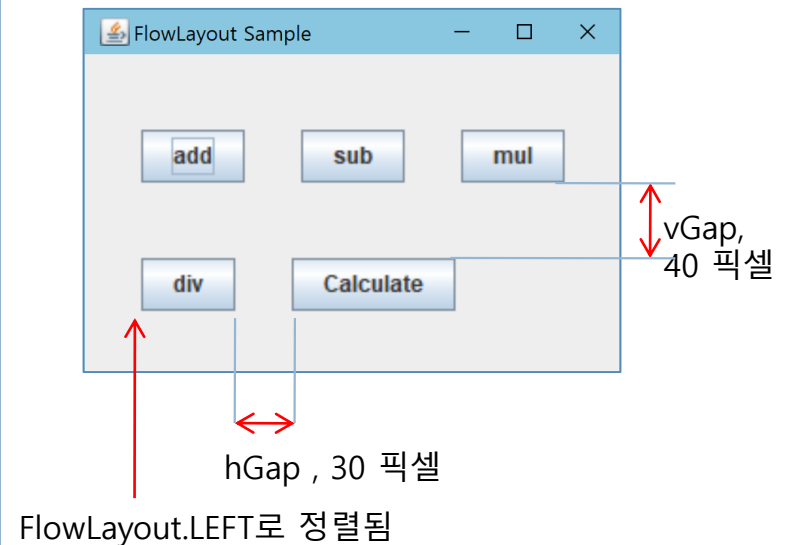 FlowLayout Sample
add
sub
mul
vGap,
40 픽셀
div
Calculate
hGap , 30 픽셀
FlowLayout.LEFT로 정렬됨